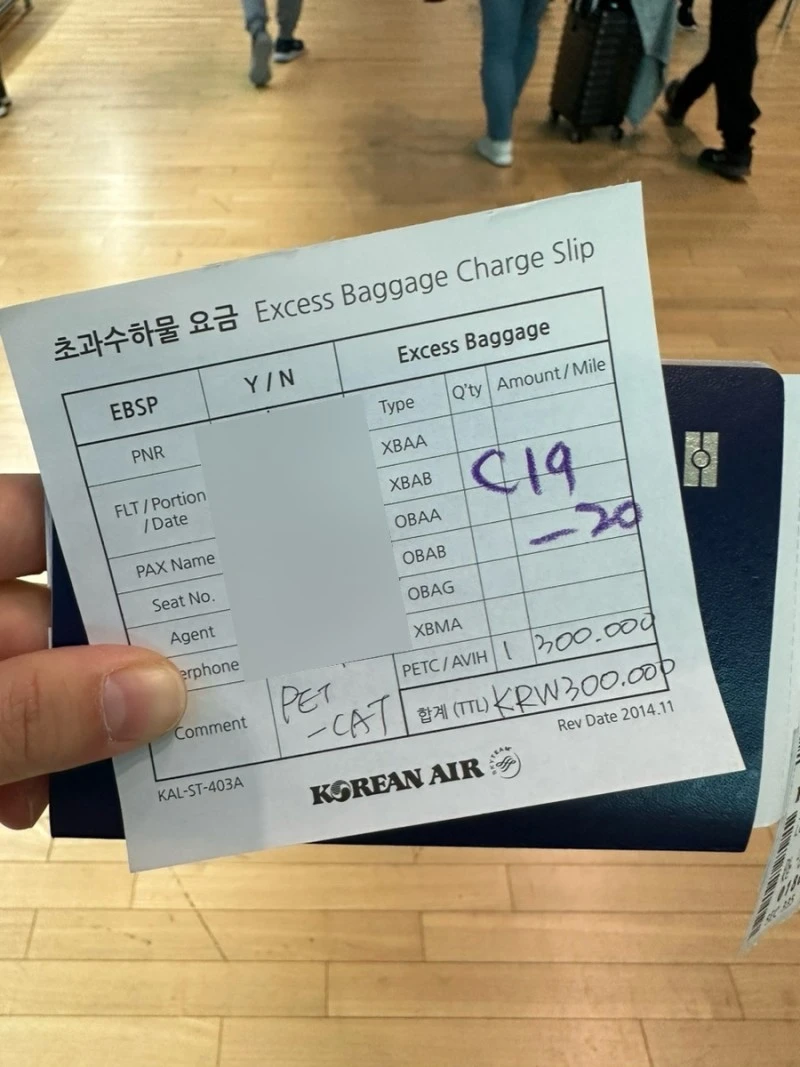 초과수하물 요금 Excess Baggage Charge Slip
EBSP Y / N Excess Baggage
Type Q'ty Amount / Mile
PNR XBAA
XBAB C19
FLT / Portion / Date OBAA -20
PAX Name OBAB
Seat No. OBAG
Agent XBMA
erphone PETC / AVIH 1 300.000
Comment PET -CAT 합계 (TTL) KRW300.000
Rev Date 2014.11
KAL-ST-403A KOREAN AIR SKYTEAM